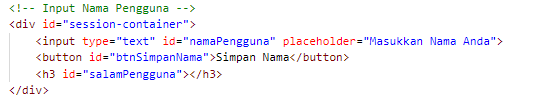 <!-- Input Nama Pengguna -->
<div id="session-container">
<input type="text" id="namaPengguna" placeholder="Masukkan Nama Anda">
<button id="btnSimpanNama">Simpan Nama</button>
<h3 id="salamPengguna"></h3>
</div>